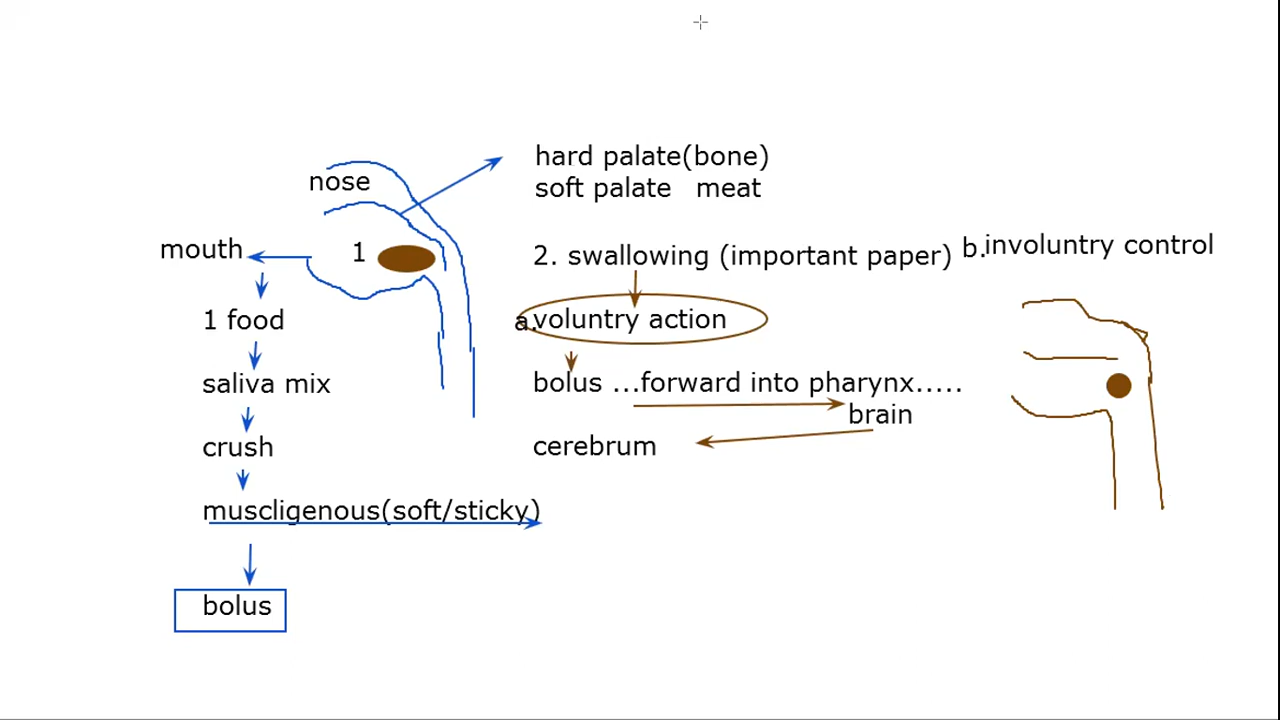 nose
mouth
1
1 food
saliva mix
crush
muscligenous(soft/sticky)
bolus
hard palate(bone)
soft palate meat
2. swallowing (important paper)
a.voluntry action
bolus ...forward into pharynx.....
brain
cerebrum
b.involuntry control